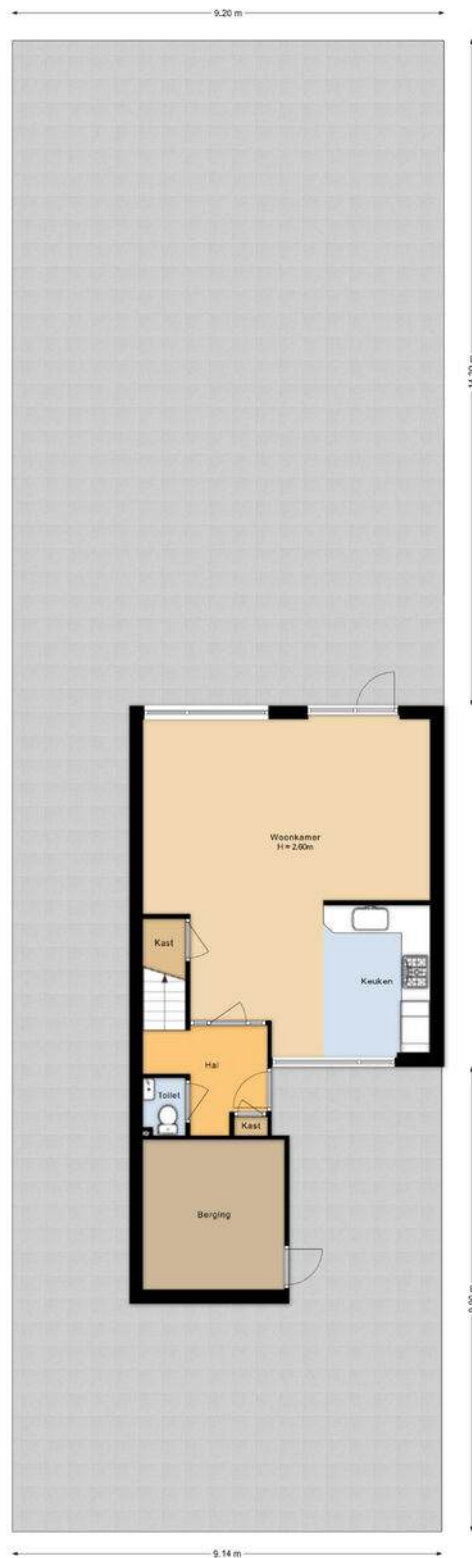 9.20 m
Woonkamer
H = 2.60m
Kast
Keuken
Hal
Toilet
Kast
Berging
9.14 m